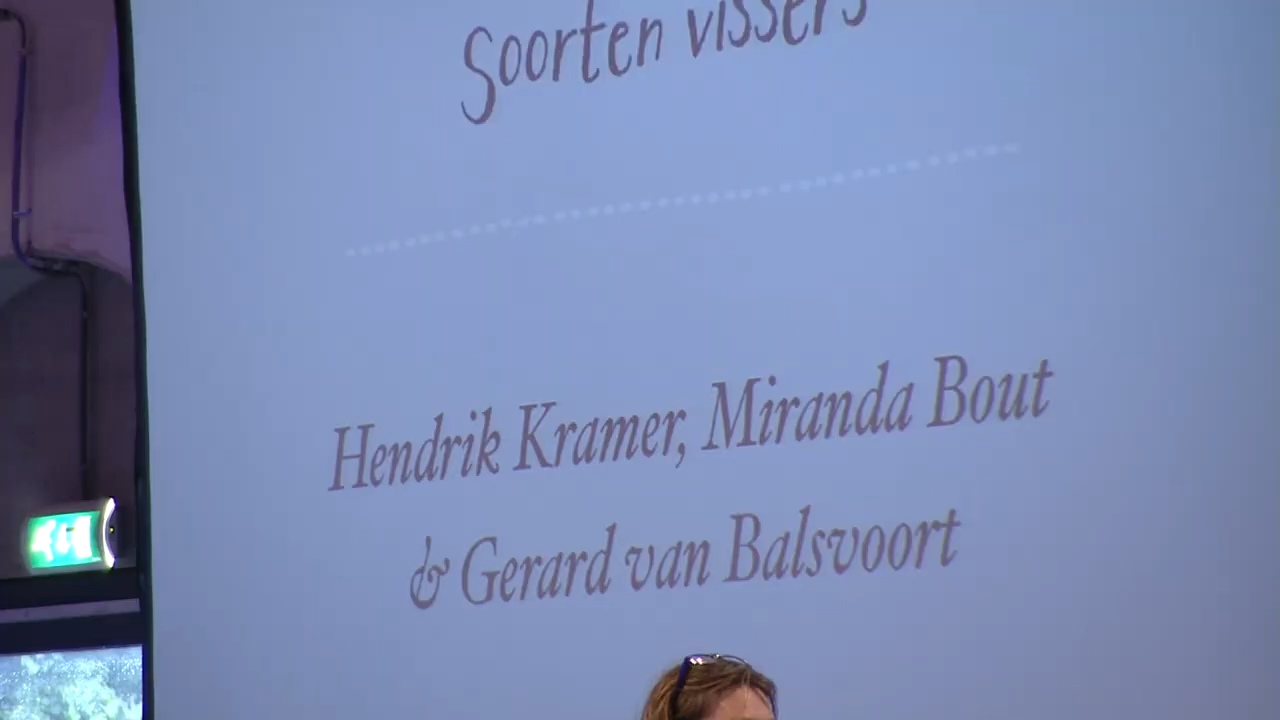 Soorten vissers
Hendrik Kramer, Miranda Bout
& Gerard van Balsvoort